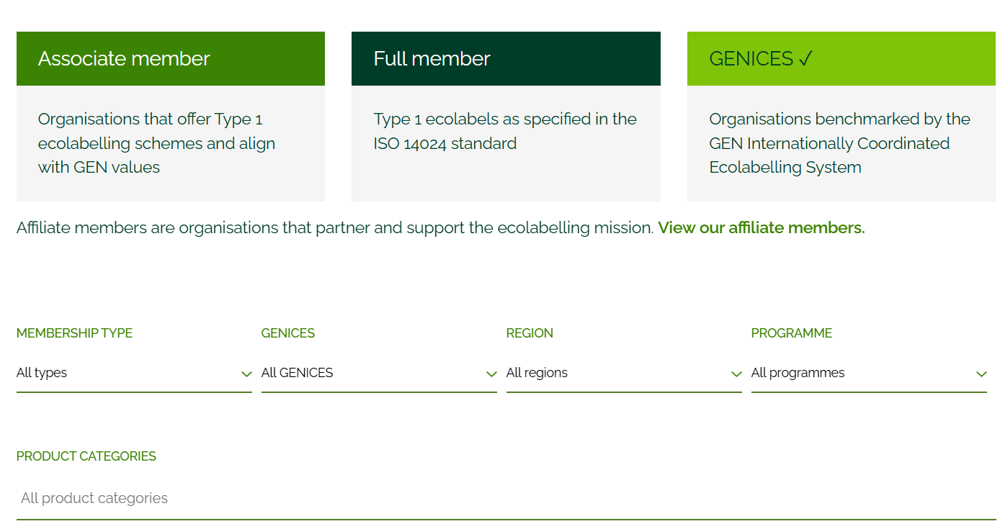 Associate member
Organisations that offer Type 1
ecolabelling schemes and align
with GEN values
Full member
Type 1 ecolabels as specified in the
ISO 14024 standard
GENICES ✓
Organisations benchmarked by the
GEN Internationally Coordinated
Ecolabelling System
Affiliate members are organisations that partner and support the ecolabelling mission. View our affiliate members.
MEMBERSHIP TYPE
All types
GENICES
All GENICES
REGION
All regions
PROGRAMME
All programmes
PRODUCT CATEGORIES
All product categories